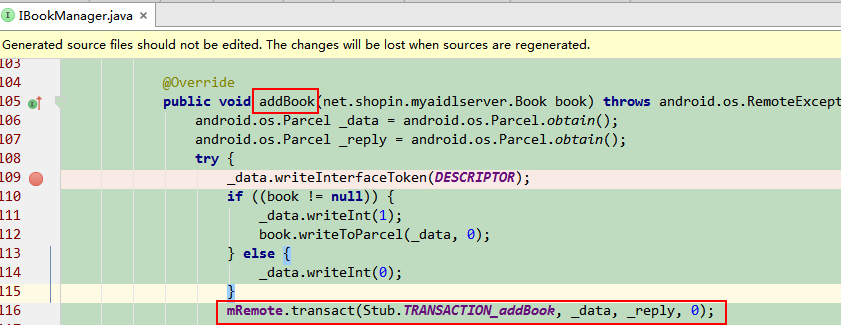 IBookManager.java
Generated source files should not be edited. The changes will be lost when sources are regenerated.
103
104 @Override
105 public void addBook(net.shopin.myaidlserver.Book book) throws android.os.RemoteExcept
106 android.os.Parcel _data = android.os.Parcel.obtain();
107 android.os.Parcel _reply = android.os.Parcel.obtain();
108 try {
109 _data.writeInterfaceToken(DESCRIPTOR);
110 if ((book != null)) {
111 _data.writeInt(1);
112 book.writeToParcel(_data, 0);
113 } else {
114 _data.writeInt(0);
115 }
116 mRemote.transact(Stub.TRANSACTION_addBook, _data, _reply, 0);